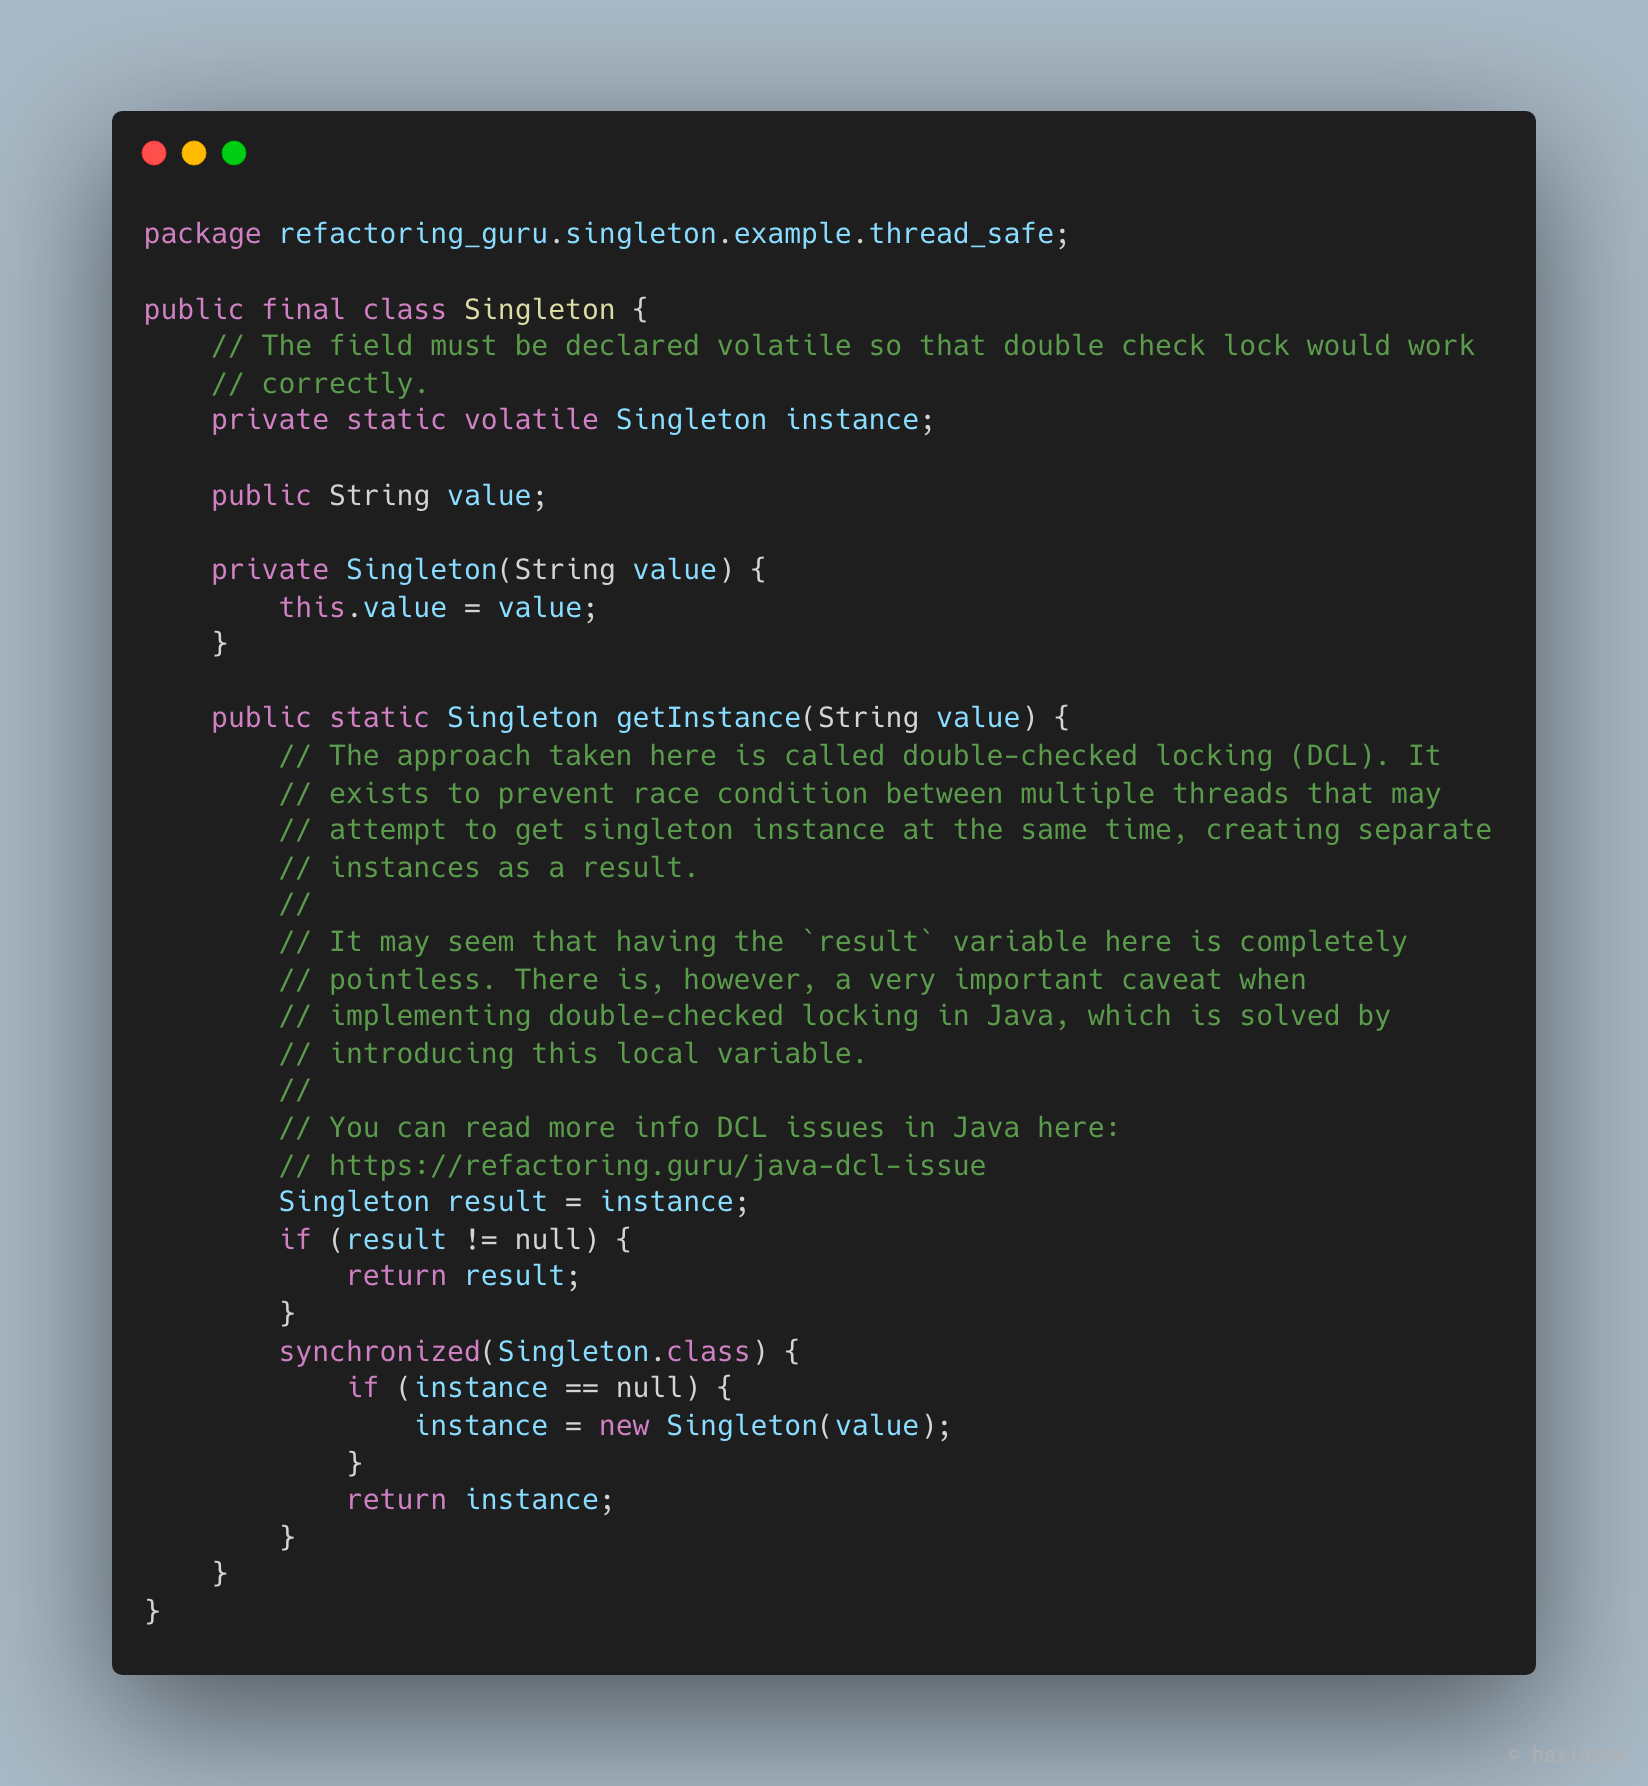 package refactoring_guru.singleton.example.thread_safe;
public final class Singleton {
// The field must be declared volatile so that double check lock would work
// correctly.
private static volatile Singleton instance;
public String value;
private Singleton(String value) {
this.value = value;
}
public static Singleton getInstance(String value) {
// The approach taken here is called double-checked locking (DCL). It
// exists to prevent race condition between multiple threads that may
// attempt to get singleton instance at the same time, creating separate
// instances as a result.
//
// It may seem that having the `result` variable here is completely
// pointless. There is, however, a very important caveat when
// implementing double-checked locking in Java, which is solved by
// introducing this local variable.
//
// You can read more info DCL issues in Java here:
// https://refactoring.guru/java-dcl-issue
Singleton result = instance;
if (result != null) {
return result;
}
synchronized(Singleton.class) {
if (instance == null) {
instance = new Singleton(value);
}
return instance;
}
}
}